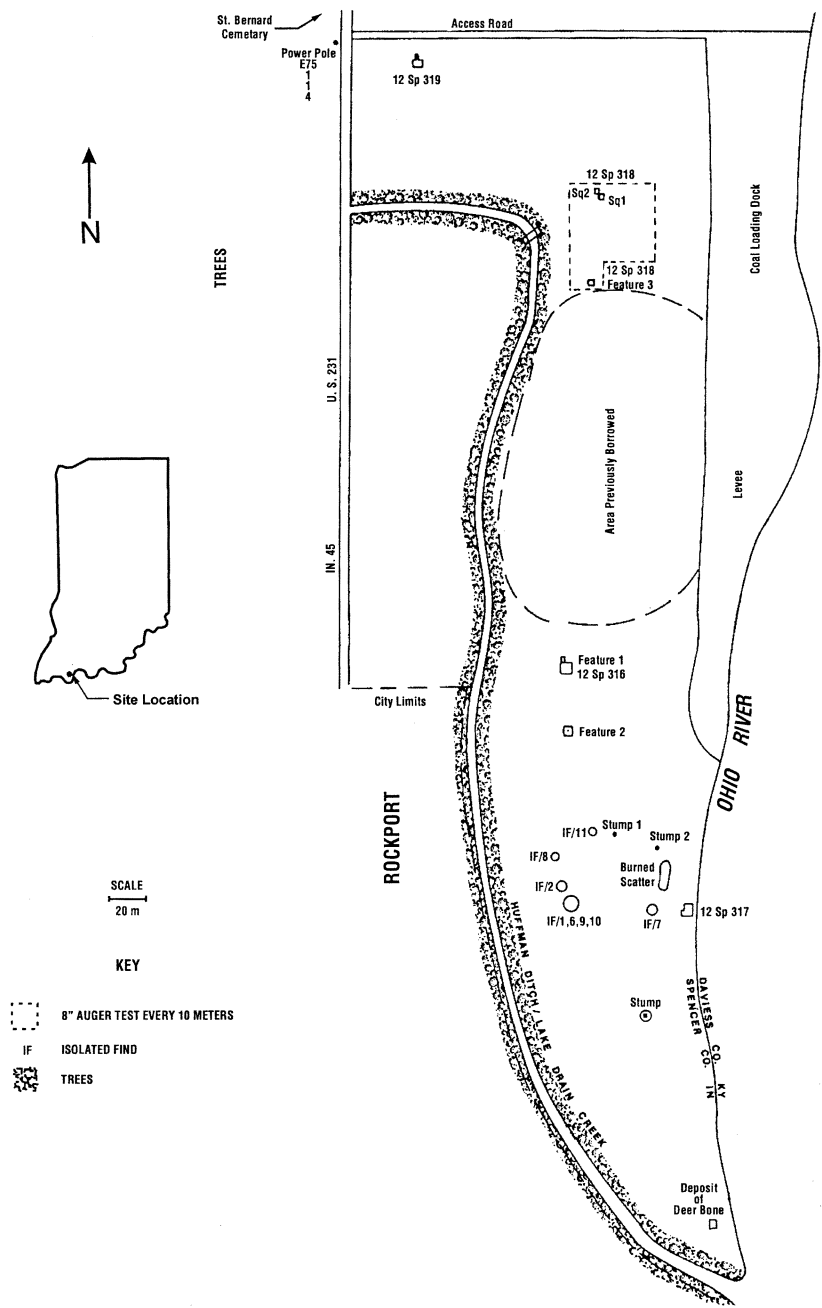 St. Bernard
Cemetery
Access Road
Power Pole
E75
1
1
4
12 Sp 319
N
TREES
12 Sp 318
Sq2
Sq1
12 Sp 318
Feature 3
Coal Loading Dock
U. S. 231
IN. 45
Area Previously Borrowed
Levee
Site Location
Feature 1
12 Sp 316
City Limits
Feature 2
OHIO RIVER
ROCKPORT
IF/11
Stump 1
Stump 2
IF/8
Burned
Scatter
IF/2
IF/1,6,9,10
IF/7
12 Sp 317
SCALE
20 m
HUFFMAN DITCH / LAKE DRAIN CREEK
KEY
8" AUGER TEST EVERY 10 METERS
IF ISOLATED FIND
TREES
Stump
DAVIESS CO. KY
SPENCER CO. IN
Deposit
of
Deer Bone